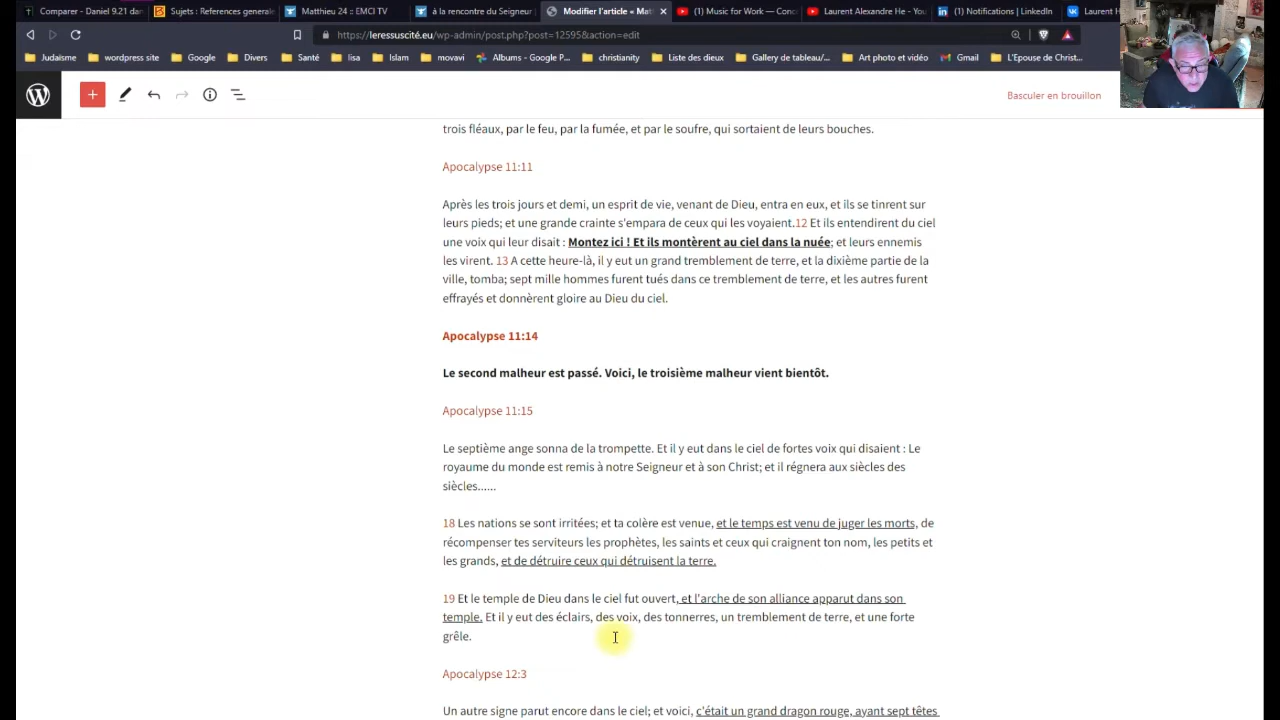 Comparer - Daniel 9.21 dan
Sujets : References generale
Matthieu 24 :: EMCI TV
à la rencontre du Seigneur
Modifier l'article « Mat
(1) Music for Work — Conc
Laurent Alexandre He - You
(1) Notifications | LinkedIn
Laurent H
https://leressuscité.eu/wp-admin/post.php?post=12595&action=edit
Judaïsme
wordpress site
Google
Divers
Santé
lisa
Islam
movavi
Albums - Google P...
christianity
Liste des dieux
Gallery de tableau/...
Art photo et vidéo
Gmail
L'Epouse de Christ...
Basculer en brouillon
trois fléaux, par le feu, par la fumée, et par le soufre, qui sortaient de leurs bouches.
Apocalypse 11:11
Après les trois jours et demi, un esprit de vie, venant de Dieu, entra en eux, et ils se tinrent sur
leurs pieds; et une grande crainte s'empara de ceux qui les voyaient.12 Et ils entendirent du ciel
une voix qui leur disait : Montez ici ! Et ils montèrent au ciel dans la nuée; et leurs ennemis
les virent. 13 A cette heure-là, il y eut un grand tremblement de terre, et la dixième partie de la
ville, tomba; sept mille hommes furent tués dans ce tremblement de terre, et les autres furent
effrayés et donnèrent gloire au Dieu du ciel.
Apocalypse 11:14
Le second malheur est passé. Voici, le troisième malheur vient bientôt.
Apocalypse 11:15
Le septième ange sonna de la trompette. Et il y eut dans le ciel de fortes voix qui disaient : Le
royaume du monde est remis à notre Seigneur et à son Christ; et il régnera aux siècles des
siècles......
18 Les nations se sont irritées; et ta colère est venue, et le temps est venu de juger les morts, de
récompenser tes serviteurs les prophètes, les saints et ceux qui craignent ton nom, les petits et
les grands, et de détruire ceux qui détruisent la terre.
19 Et le temple de Dieu dans le ciel fut ouvert, et l'arche de son alliance apparut dans son
temple. Et il y eut des éclairs, des voix, des tonnerres, un tremblement de terre, et une forte
grêle.
Apocalypse 12:3
Un autre signe parut encore dans le ciel; et voici, c'était un grand dragon rouge, ayant sept têtes